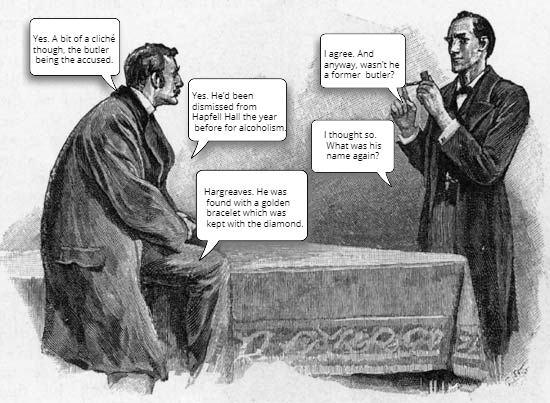 Yes. A bit of a cliché
though, the butler
being the accused.
I agree. And
anyway, wasn't he
a former butler?
Yes. He'd been
dismissed from
Hapfell Hall the year
before for alcoholism.
I thought so.
What was his
name again?
Hargreaves. He was
found with a golden
bracelet which was
kept with the diamond.